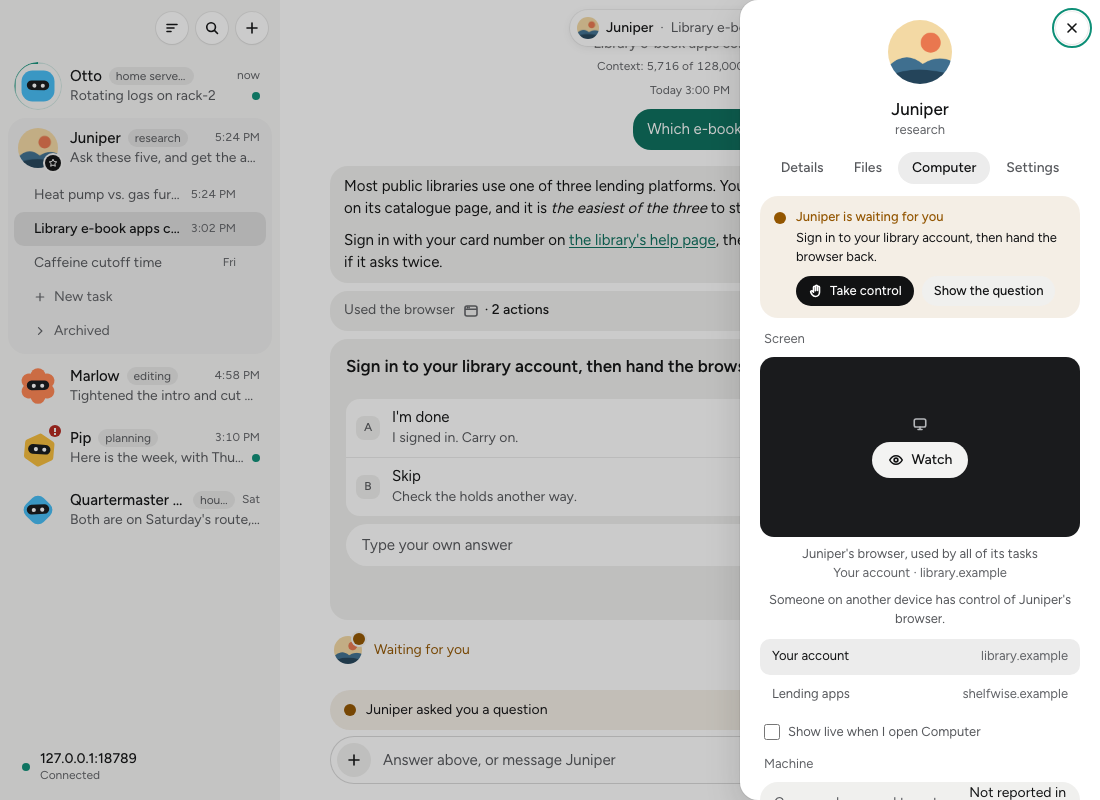 Otto home serve... now
Rotating logs on rack-2
Juniper research 5:24 PM
Ask these five, and get the a...
Heat pump vs. gas fur... 5:24 PM
Library e-book apps c... 3:02 PM
Caffeine cutoff time Fri
New task
Archived
Marlow editing 4:58 PM
Tightened the intro and cut ...
Pip planning 3:10 PM
Here is the week, with Thu...
Quartermaster ... hou... Sat
Both are on Saturday's route,...
127.0.0.1:18789
Connected
Juniper · Library e-b
Context: 5,716 of 128,000
Today 3:00 PM
Which e-book
Most public libraries use one of three lending platforms. You
on its catalogue page, and it is the easiest of the three to st
Sign in with your card number on the library's help page, the
if it asks twice.
Used the browser · 2 actions
Sign in to your library account, then hand the brows
A I'm done
I signed in. Carry on.
B Skip
Check the holds another way.
Type your own answer
Waiting for you
Juniper asked you a question
Answer above, or message Juniper
Juniper
research
Details Files Computer Settings
Juniper is waiting for you
Sign in to your library account, then hand the
browser back.
Take control Show the question
Screen
Watch
Juniper's browser, used by all of its tasks
Your account · library.example
Someone on another device has control of Juniper's
browser.
Your account library.example
Lending apps shelfwise.example
Show live when I open Computer
Machine
Not reported in